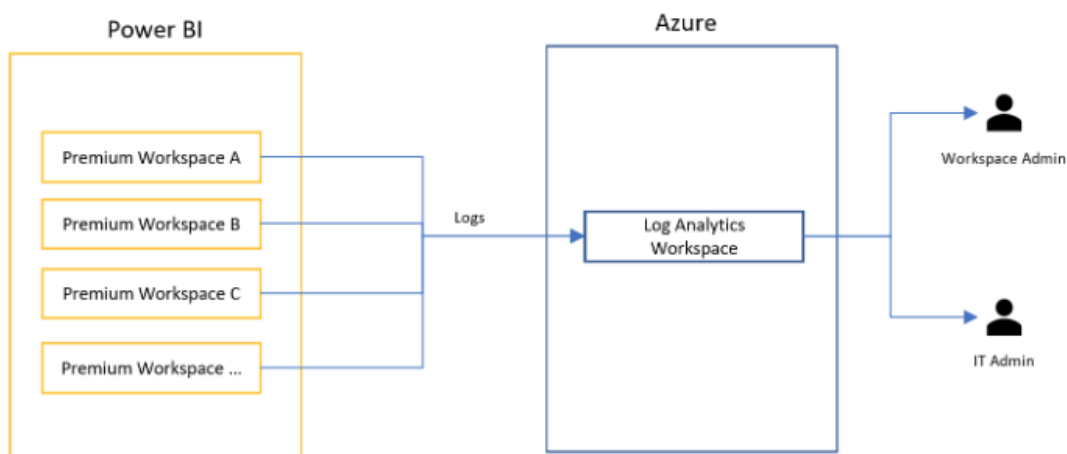 Power BI
Azure
Premium Workspace A
Premium Workspace B
Premium Workspace C
Premium Workspace ...
Logs
Log Analytics
Workspace
Workspace Admin
IT Admin